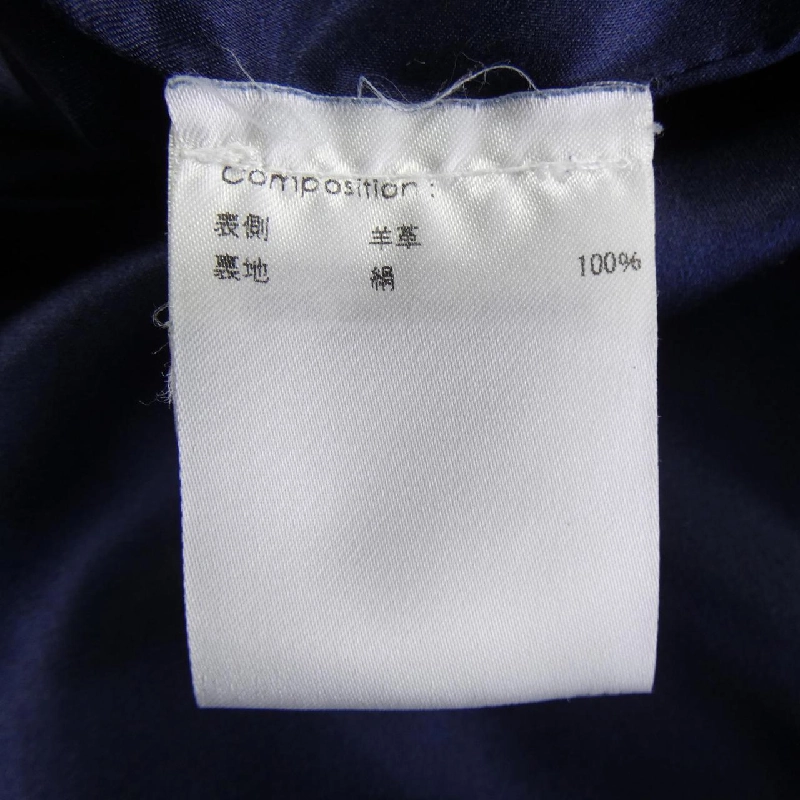 Composition :
表側 羊革
裏地 絹 100%